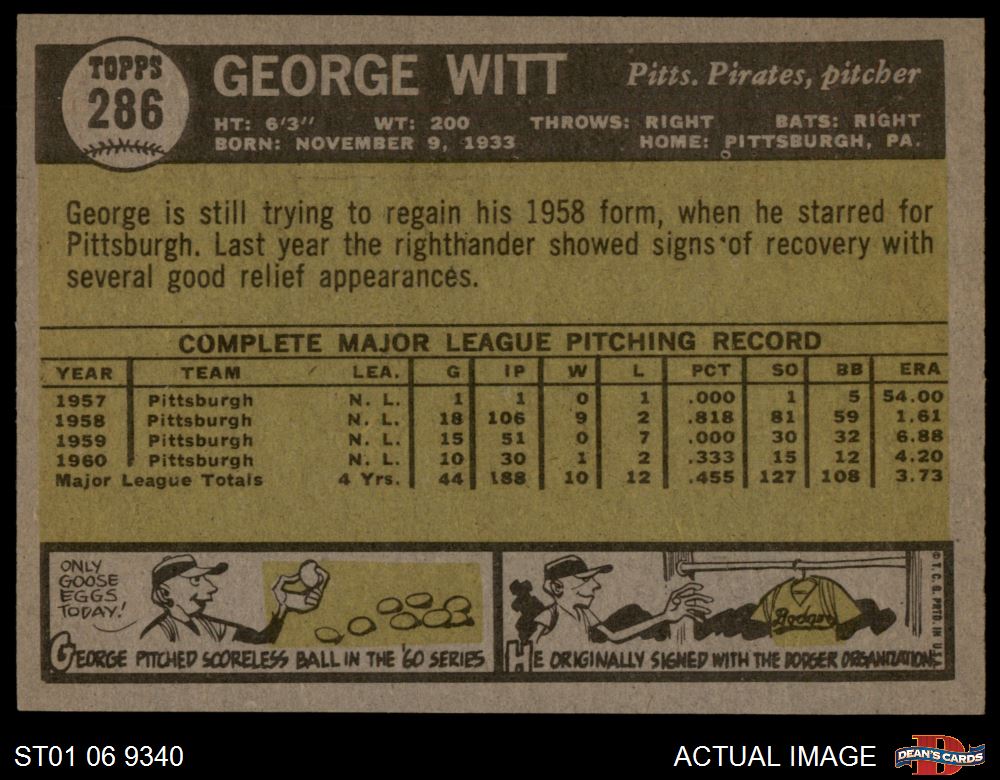 TOPPS
286
GEORGE WITT
Pitts. Pirates, pitcher
HT: 6'3" WT: 200 THROWS: RIGHT BATS: RIGHT
BORN: NOVEMBER 9, 1933 HOME: PITTSBURGH, PA.
George is still trying to regain his 1958 form, when he starred for
Pittsburgh. Last year the righthander showed signs of recovery with
several good relief appearances.
COMPLETE MAJOR LEAGUE PITCHING RECORD
YEAR TEAM LEA. G IP W L PCT SO BB ERA
1957 Pittsburgh N. L. 1 1 0 1 .000 1 5 54.00
1958 Pittsburgh N. L. 18 106 9 2 .818 81 59 1.61
1959 Pittsburgh N. L. 15 51 0 7 .000 30 32 6.88
1960 Pittsburgh N. L. 10 30 1 2 .333 15 12 4.20
Major League Totals 4 Yrs. 44 188 10 12 .455 127 108 3.73
ONLY
GOOSE
EGGS
TODAY!
GEORGE PITCHED SCORELESS BALL IN THE '60 SERIES
Dodgers
HE ORIGINALLY SIGNED WITH THE DODGER ORGANIZATION
© T. C. G. PRTD. IN U.S.A.
ST01 06 9340
ACTUAL IMAGE
D
DEAN'S CARDS